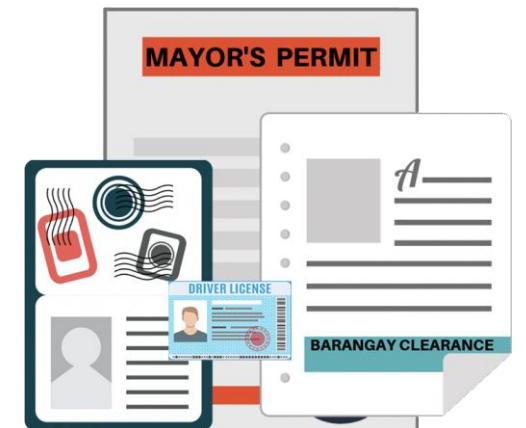 MAYOR'S PERMIT
A
DRIVER LICENSE
BARANGAY CLEARANCE